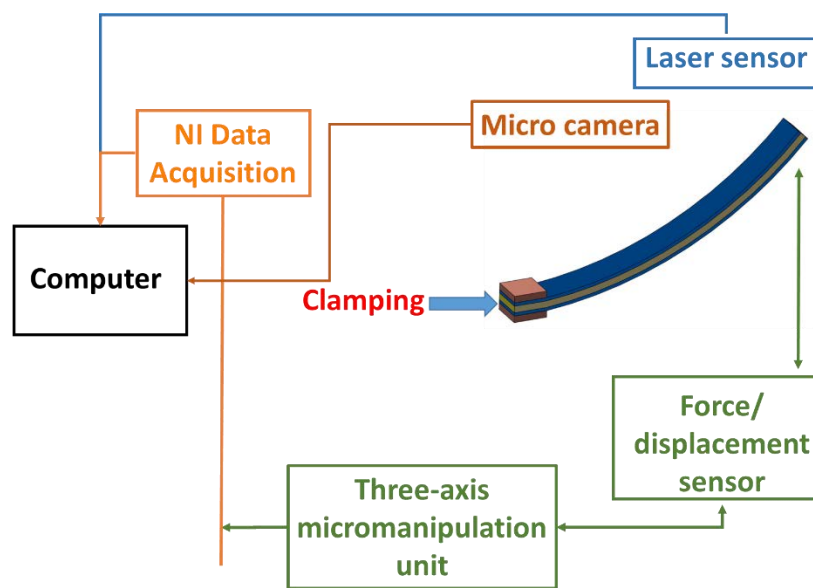 Laser sensor
NI Data
Acquisition
Micro camera
Computer
Clamping
Force/
displacement
sensor
Three-axis
micromanipulation
unit